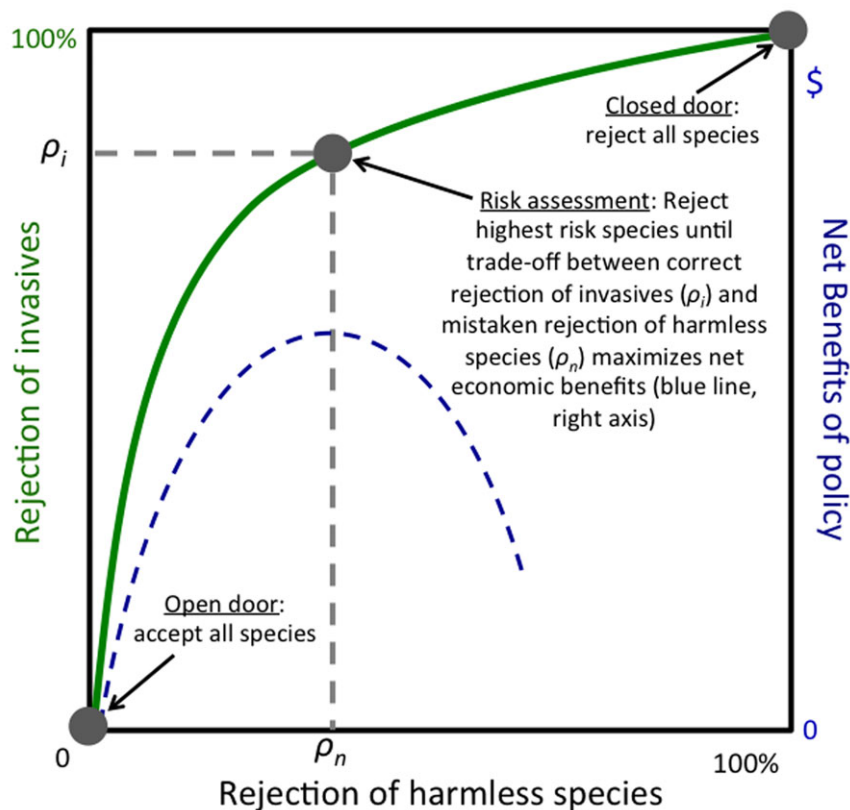 100%
$
Closed door:
reject all species
ρi
Risk assessment: Reject
highest risk species until
trade-off between correct
rejection of invasives (ρi) and
mistaken rejection of harmless
species (ρn) maximizes net
economic benefits (blue line,
right axis)
Rejection of invasives
Net Benefits of policy
Open door:
accept all species
0
0
ρn
100%
Rejection of harmless species